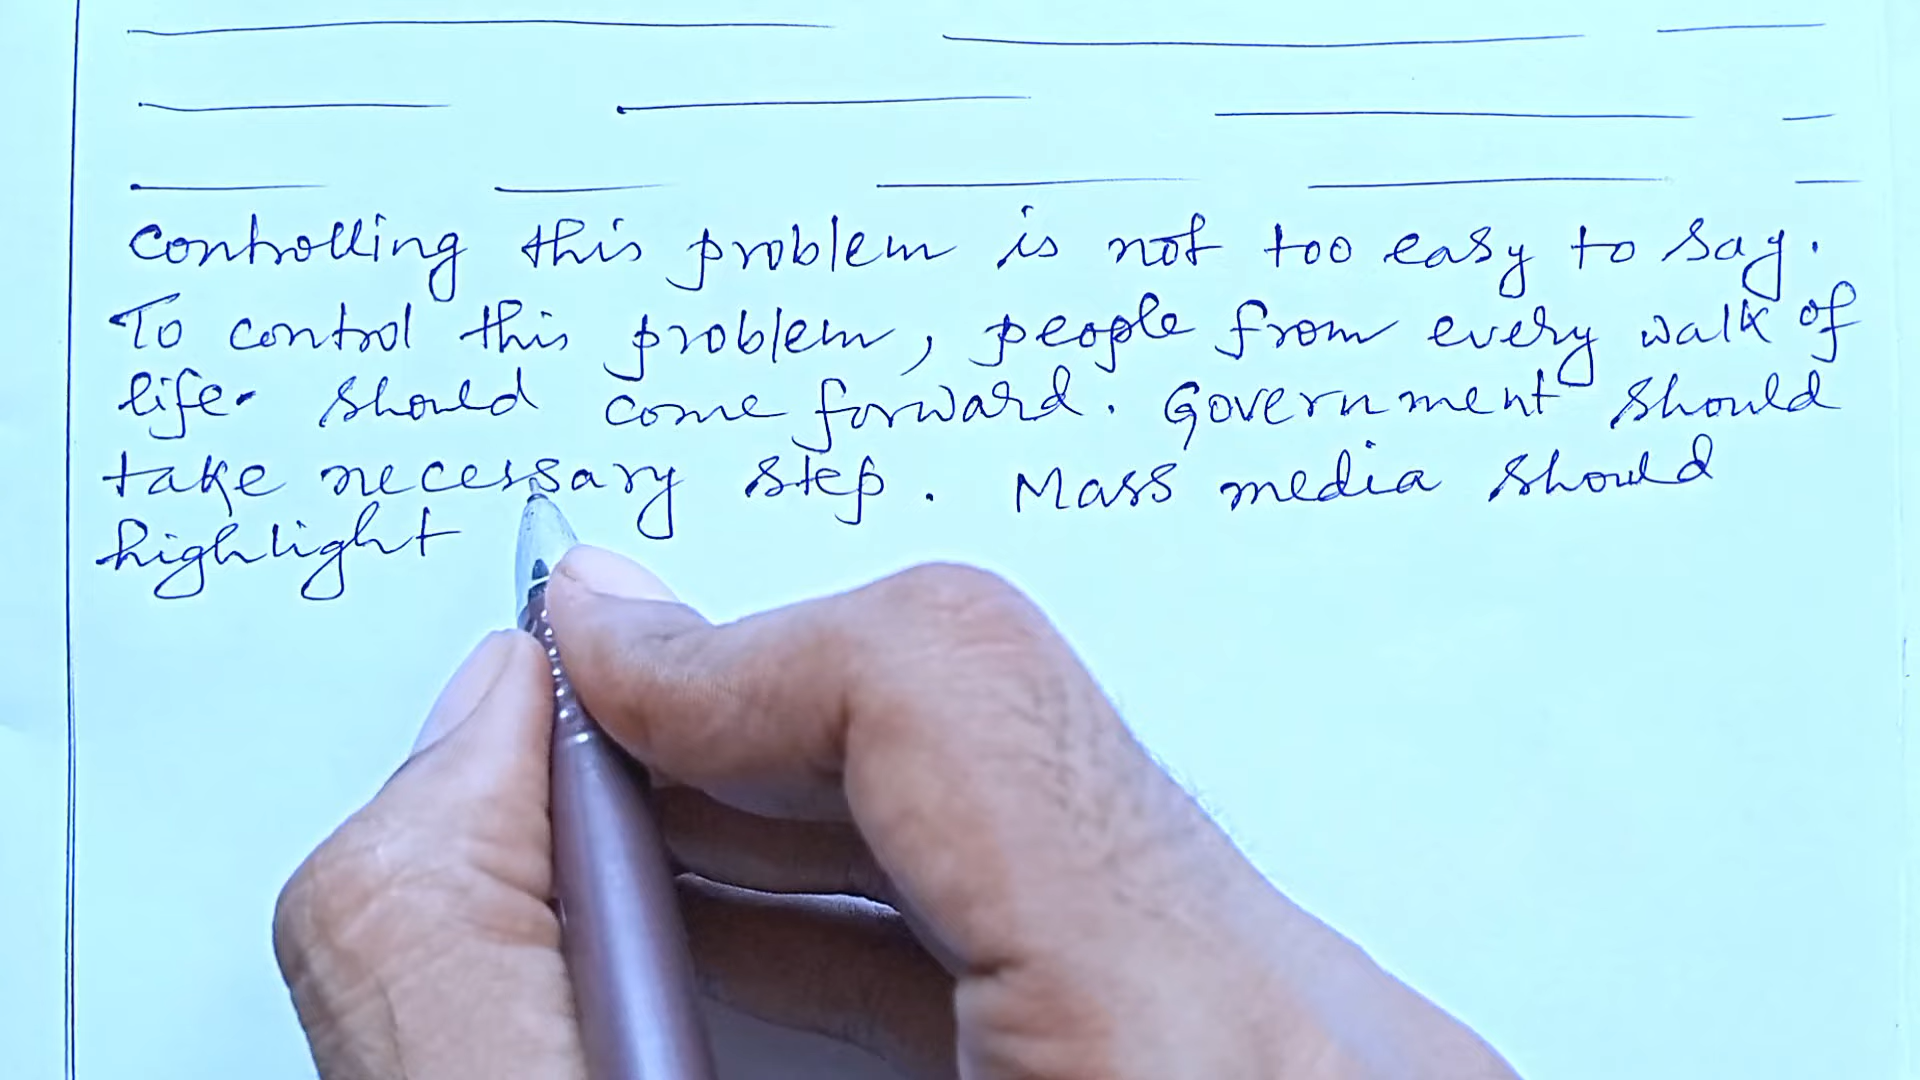 Controlling this problem is not too easy to say.
To control this problem, people from every walk of
life should come forward. Government should
take necessary step. Mass media should
highlight